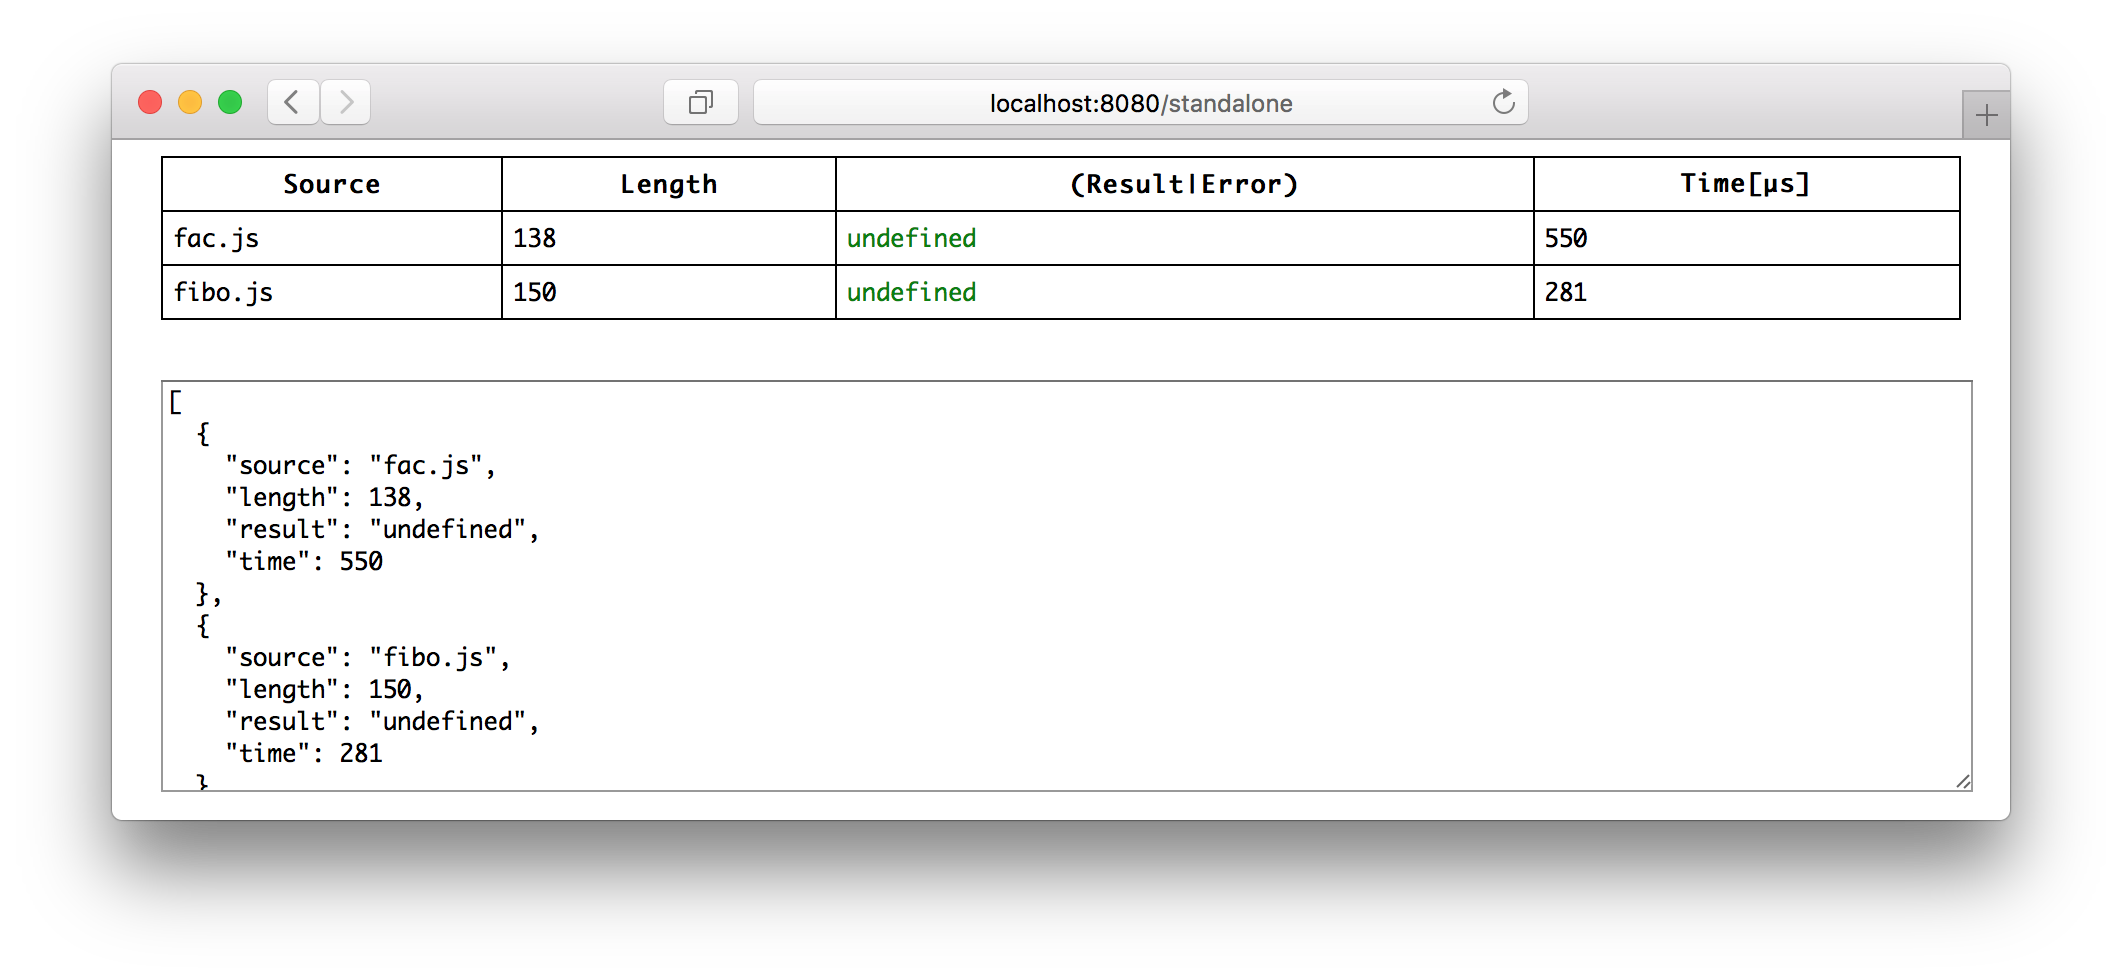 localhost:8080/standalone
Source Length (Result|Error) Time[µs]
fac.js 138 undefined 550
fibo.js 150 undefined 281
[
  {
    "source": "fac.js",
    "length": 138,
    "result": "undefined",
    "time": 550
  },
  {
    "source": "fibo.js",
    "length": 150,
    "result": "undefined",
    "time": 281
  }